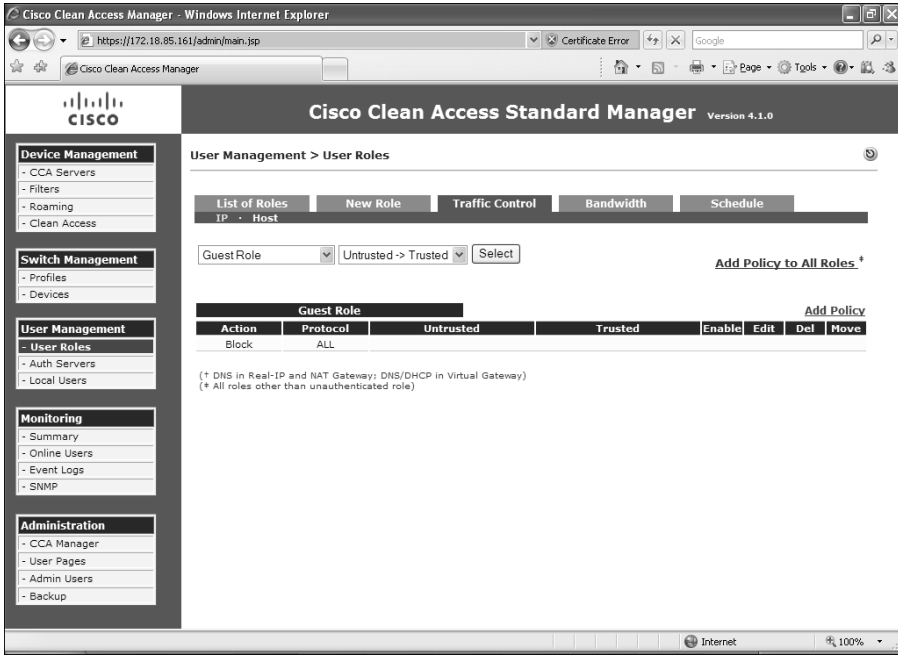 Cisco Clean Access Manager - Windows Internet Explorer
https://172.18.85.161/admin/main.jsp
Certificate Error
Google
Cisco Clean Access Manager
Page
Tools
CISCO
Cisco Clean Access Standard Manager Version 4.1.0
Device Management
- CCA Servers
- Filters
- Roaming
- Clean Access
Switch Management
- Profiles
- Devices
User Management
- User Roles
- Auth Servers
- Local Users
Monitoring
- Summary
- Online Users
- Event Logs
- SNMP
Administration
- CCA Manager
- User Pages
- Admin Users
- Backup
User Management > User Roles
List of Roles New Role Traffic Control Bandwidth Schedule
IP · Host
Guest Role Untrusted -> Trusted Select
Add Policy to All Roles ‡
Guest Role Add Policy
Action Protocol Untrusted Trusted Enable Edit Del Move
Block ALL
(† DNS in Real-IP and NAT Gateway; DNS/DHCP in Virtual Gateway)
(‡ All roles other than unauthenticated role)
Internet 100%